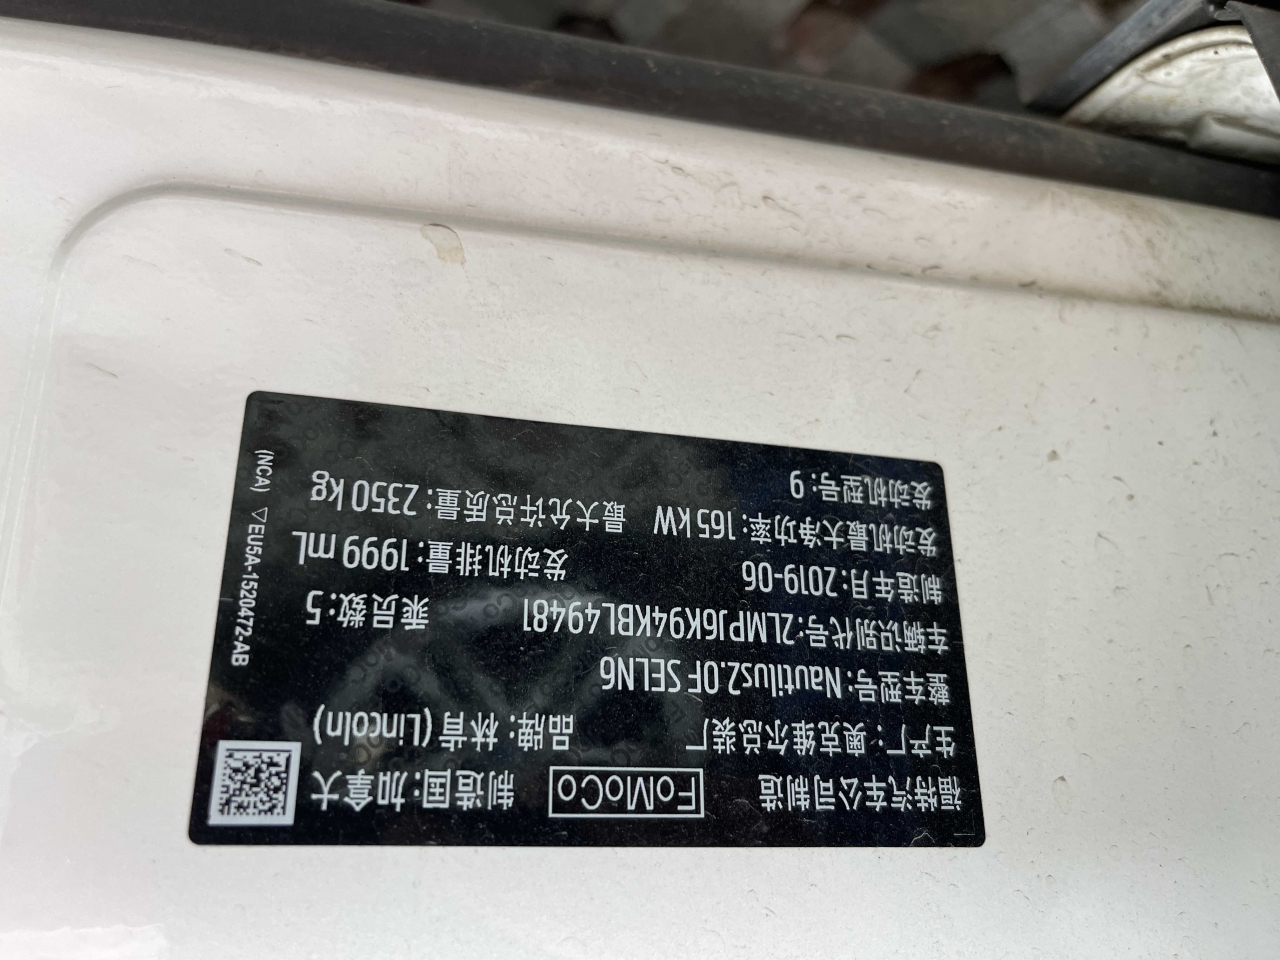 福特汽车公司制造 FoMoCo 制造国:加拿大
生产厂:奥克维尔总装厂 品牌:林肯 (Lincoln)
整车型号:Nautilus2.0F SELN6
车辆识别代号:2LMPJ6K94KBL49481 乘员数:5
制造年月:2019-06 发动机排量:1999 mL
发动机最大净功率:165 kW 最大允许总质量:2350 kg
发动机型号:9
(NCA) ▽EU5A-1520472-AB